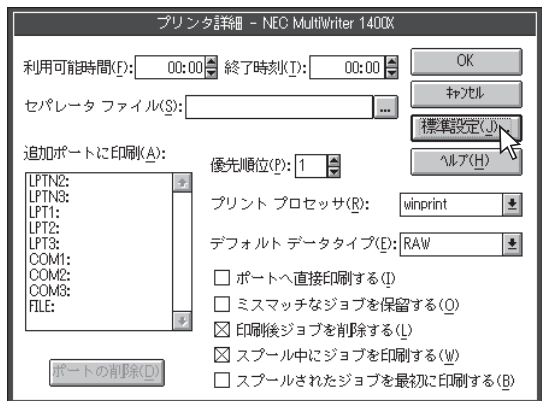 プリンタ詳細 - NEC MultiWriter 1400X
利用可能時間(F): 00:00 終了時刻(T): 00:00
OK
セパレータ ファイル(S): ...
キャンセル
標準設定(J)...
ヘルプ(H)
追加ポートに印刷(A):
LPTN2:
LPTN3:
LPT1:
LPT2:
LPT3:
COM1:
COM2:
COM3:
FILE:
ポートの削除(D)
優先順位(P): 1
プリント プロセッサ(R): winprint
デフォルト データタイプ(E): RAW
ポートへ直接印刷する(I)
ミスマッチなジョブを保留する(O)
印刷後ジョブを削除する(L)
スプール中にジョブを印刷する(W)
スプールされたジョブを最初に印刷する(B)